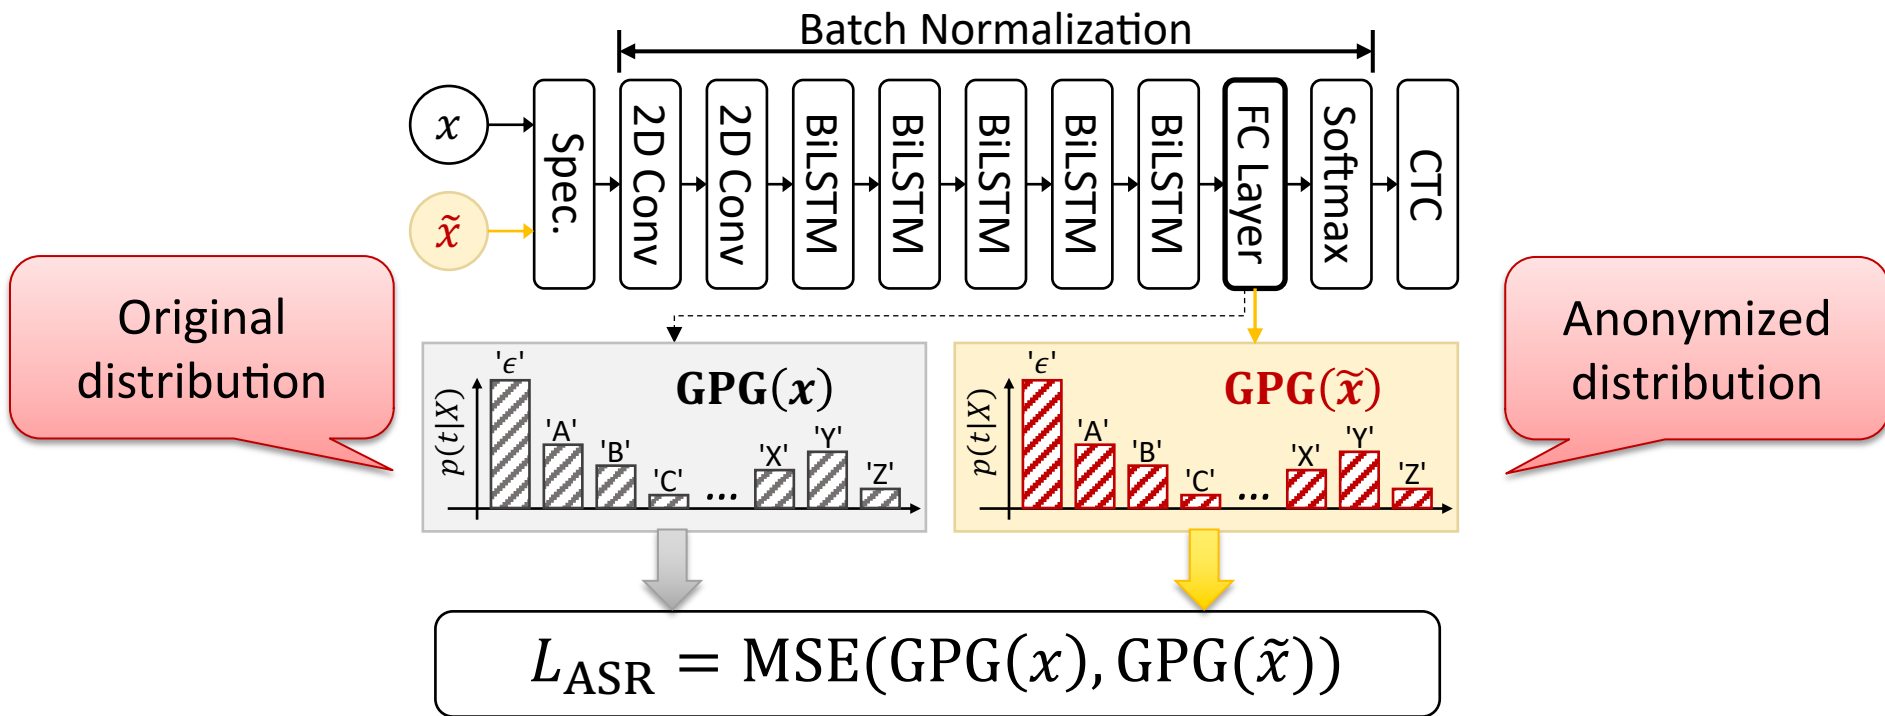 Batch Normalization
x
x̃
Spec.
2D Conv
2D Conv
BiLSTM
BiLSTM
BiLSTM
BiLSTM
BiLSTM
FC Layer
Softmax
CTC
Original
distribution
Anonymized
distribution
GPG(x)
p(t|X)
'ϵ'
'A'
'B'
'C'
...
'X'
'Y'
'Z'
GPG(x̃)
p(t|X)
'ϵ'
'A'
'B'
'C'
...
'X'
'Y'
'Z'
L_ASR = MSE(GPG(x), GPG(x̃))